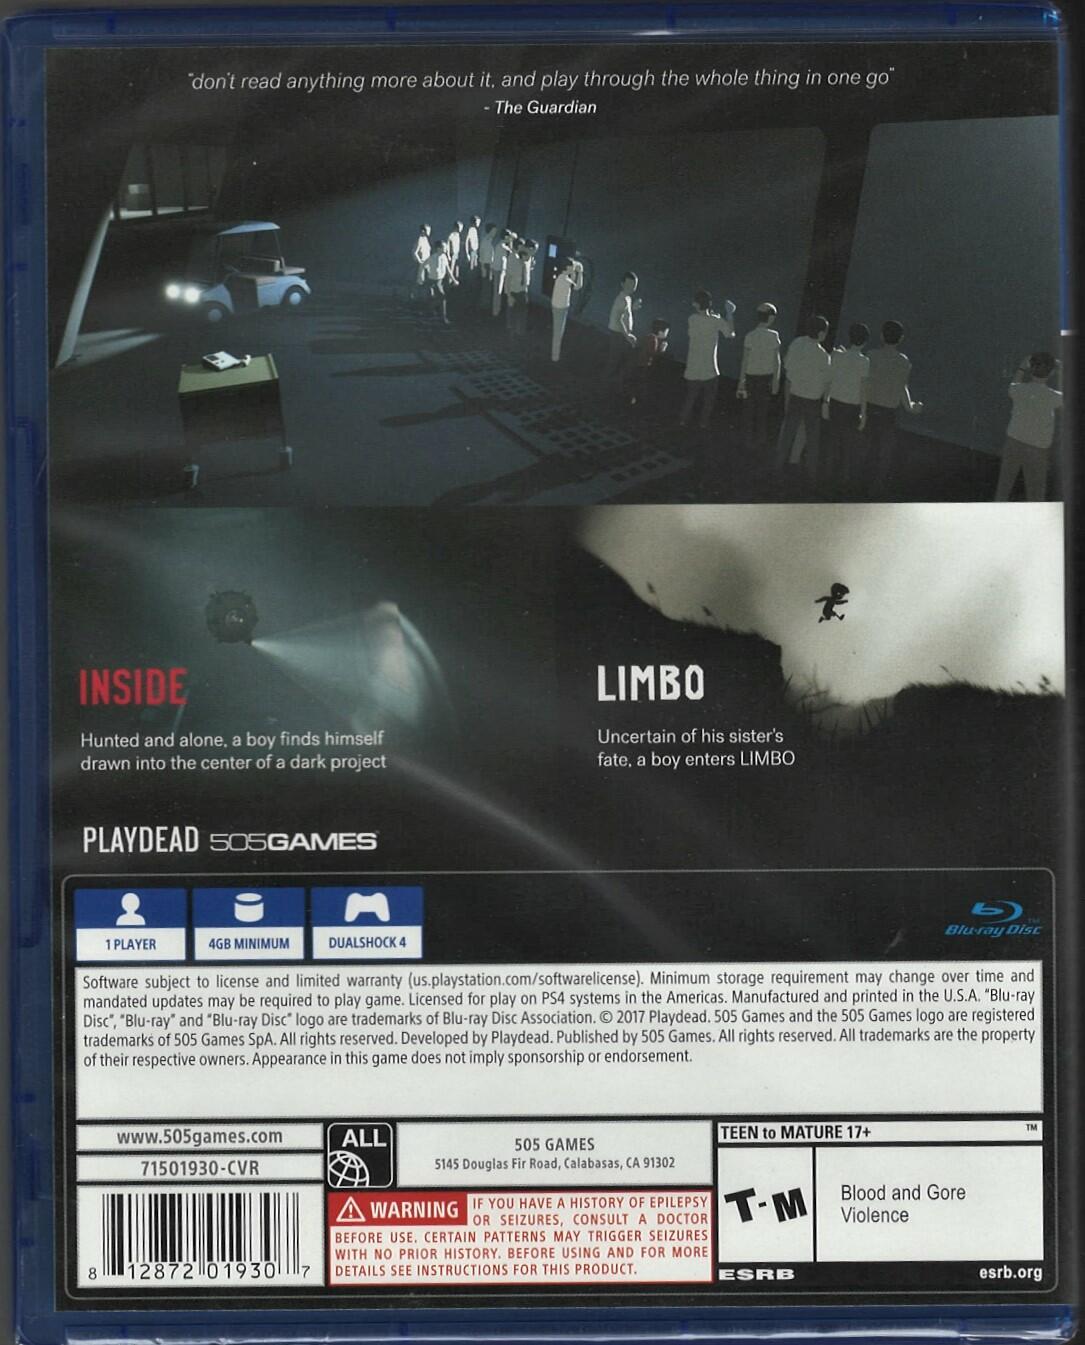 "don't read anything more about it, and play through the whole thing in one go"
- The Guardian
INSIDE
Hunted and alone, a boy finds himself
drawn into the center of a dark project
LIMBO
Uncertain of his sister's
fate, a boy enters LIMBO
PLAYDEAD 505GAMES
1 PLAYER
4GB MINIMUM
DUALSHOCK 4
Blu-ray Disc™
Software subject to license and limited warranty (us.playstation.com/softwarelicense). Minimum storage requirement may change over time and
mandated updates may be required to play game. Licensed for play on PS4 systems in the Americas. Manufactured and printed in the U.S.A. "Blu-ray
Disc", "Blu-ray" and "Blu-ray Disc" logo are trademarks of Blu-ray Disc Association. © 2017 Playdead. 505 Games and the 505 Games logo are registered
trademarks of 505 Games SpA. All rights reserved. Developed by Playdead. Published by 505 Games. All rights reserved. All trademarks are the property
of their respective owners. Appearance in this game does not imply sponsorship or endorsement.
www.505games.com
71501930-CVR
8 12872 01930 7
ALL
505 GAMES
5145 Douglas Fir Road, Calabasas, CA 91302
WARNING IF YOU HAVE A HISTORY OF EPILEPSY
OR SEIZURES, CONSULT A DOCTOR
BEFORE USE. CERTAIN PATTERNS MAY TRIGGER SEIZURES
WITH NO PRIOR HISTORY. BEFORE USING AND FOR MORE
DETAILS SEE INSTRUCTIONS FOR THIS PRODUCT.
TEEN to MATURE 17+ ™
T-M
Blood and Gore
Violence
ESRB
esrb.org